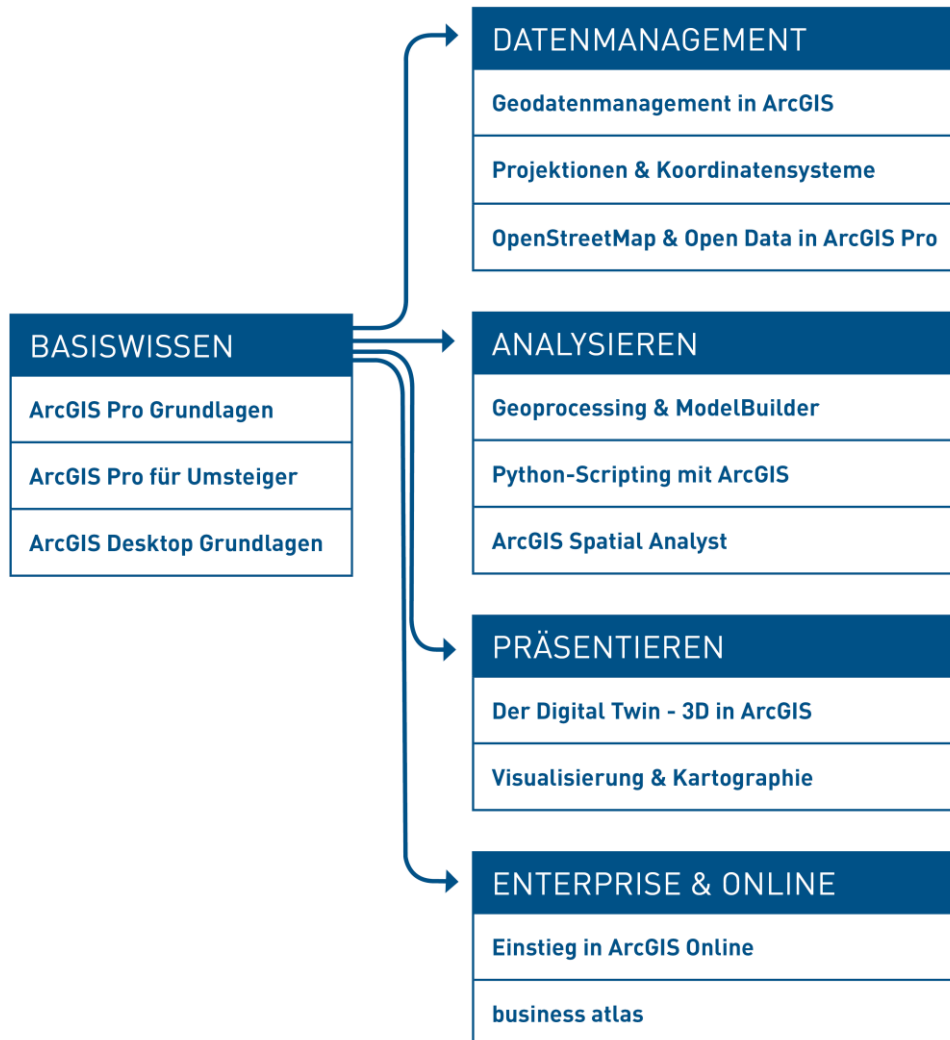 BASISWISSEN
ArcGIS Pro Grundlagen
ArcGIS Pro für Umsteiger
ArcGIS Desktop Grundlagen
DATENMANAGEMENT
Geodatenmanagement in ArcGIS
Projektionen & Koordinatensysteme
OpenStreetMap & Open Data in ArcGIS Pro
ANALYSIEREN
Geoprocessing & ModelBuilder
Python-Scripting mit ArcGIS
ArcGIS Spatial Analyst
PRÄSENTIEREN
Der Digital Twin - 3D in ArcGIS
Visualisierung & Kartographie
ENTERPRISE & ONLINE
Einstieg in ArcGIS Online
business atlas